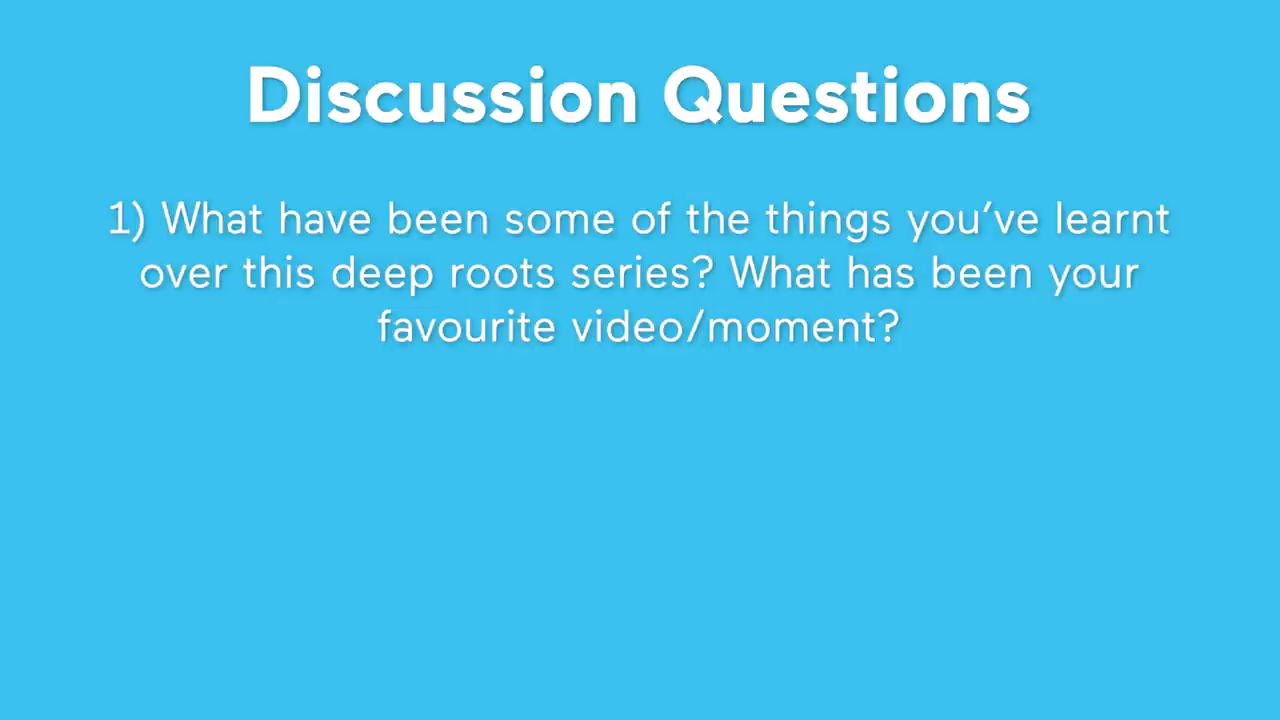 Discussion Questions
1) What have been some of the things you’ve learnt
over this deep roots series? What has been your
favourite video/moment?